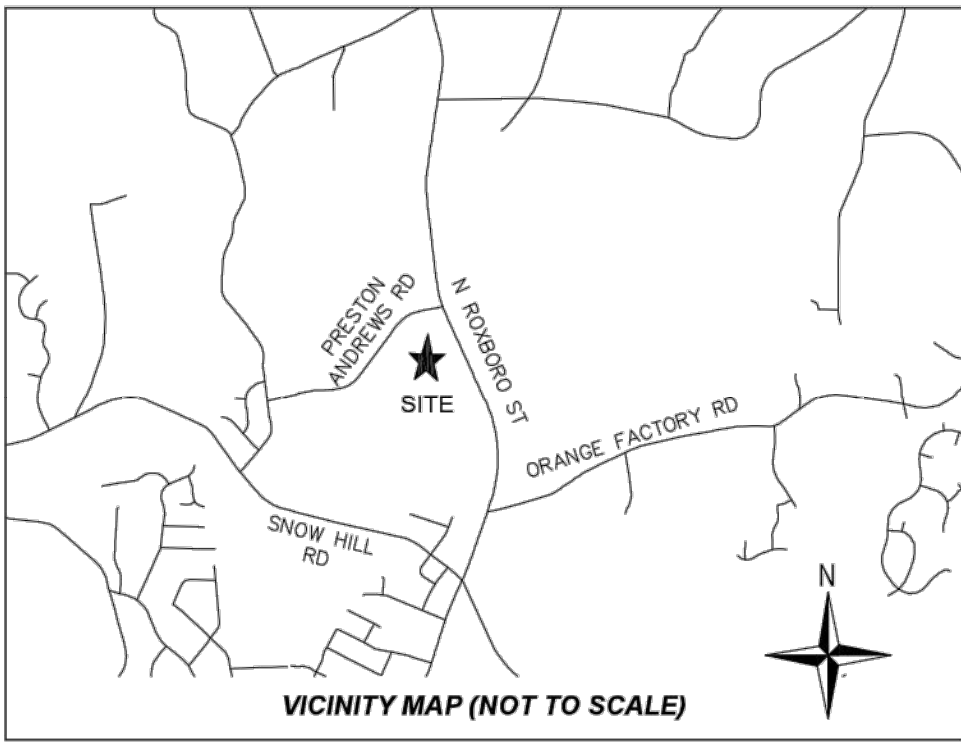 PRESTON
ANDREWS RD
N ROXBORO ST
SITE
ORANGE FACTORY RD
SNOW HILL
RD
N
VICINITY MAP (NOT TO SCALE)